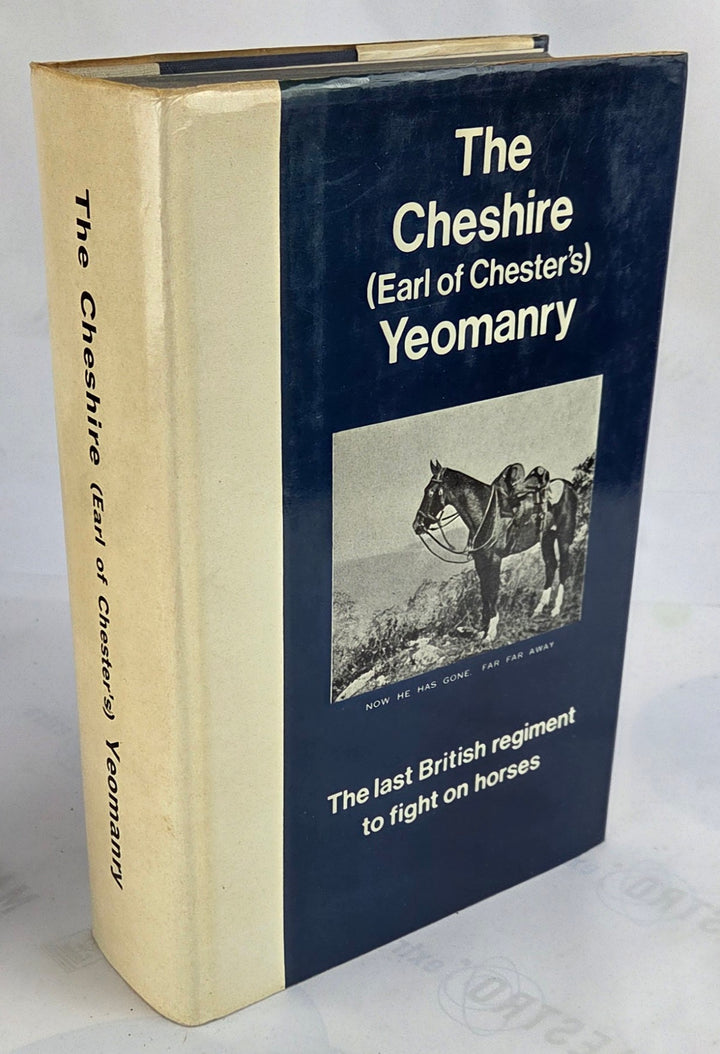 The Cheshire (Earl of Chester's) Yeomanry
The
Cheshire
(Earl of Chester's)
Yeomanry
NOW HE HAS GONE. FAR FAR AWAY
The last British regiment
to fight on horses